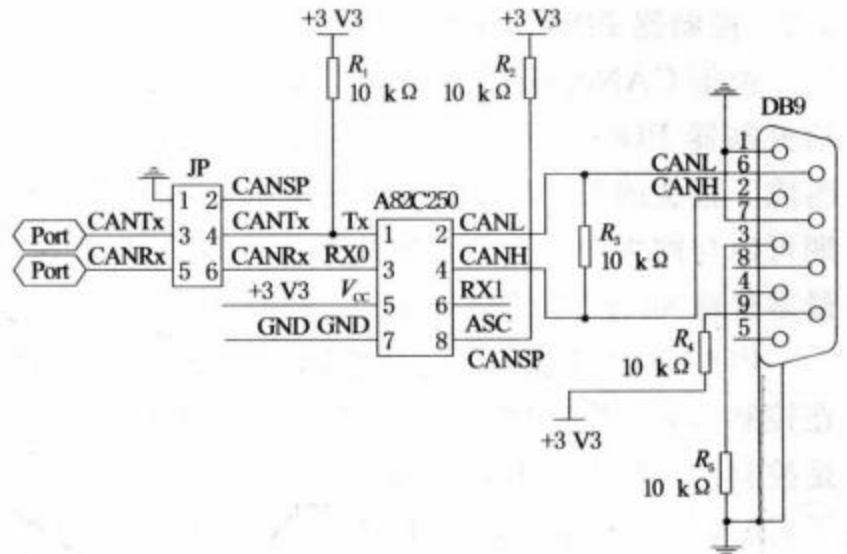 +3 V3
+3 V3
R₁
10 kΩ
R₂
10 kΩ
DB9
JP
1 2 CANSP
Port CANTx 3 4 CANTx Tx
Port CANRx 5 6 CANRx RX0
+3 V3 Vcc
GND GND
A82C250
1 2 CANL
3 4 CANH
5 6 RX1
7 8 ASC
CANSP
R₃
10 kΩ
CANL
CANH
1
6
2
7
3
8
4
9
5
R₄
10 kΩ
+3 V3
R₅
10 kΩ